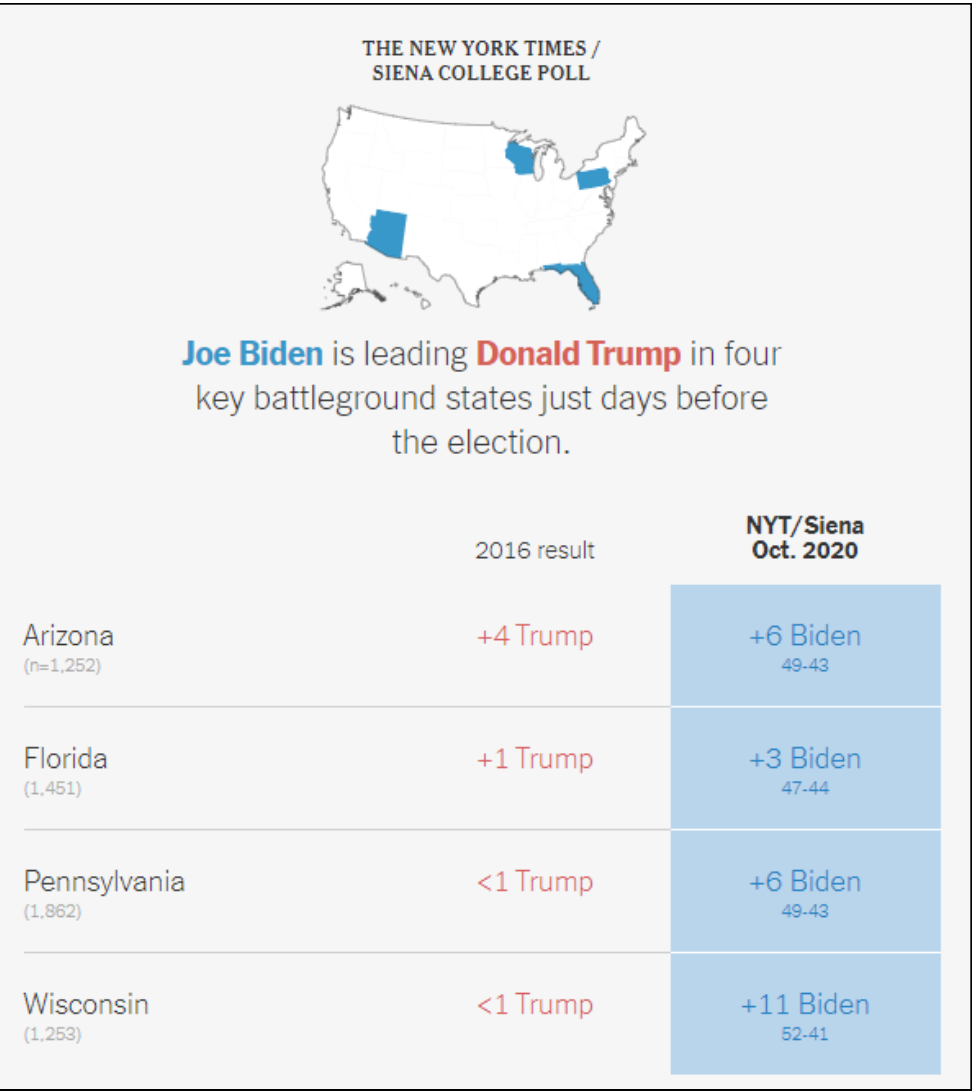 THE NEW YORK TIMES /
SIENA COLLEGE POLL
Joe Biden is leading Donald Trump in four
key battleground states just days before
the election.
2016 result
NYT/Siena
Oct. 2020
Arizona
(n=1,252)
+4 Trump
+6 Biden
49-43
Florida
(1,451)
+1 Trump
+3 Biden
47-44
Pennsylvania
(1,862)
<1 Trump
+6 Biden
49-43
Wisconsin
(1,253)
<1 Trump
+11 Biden
52-41